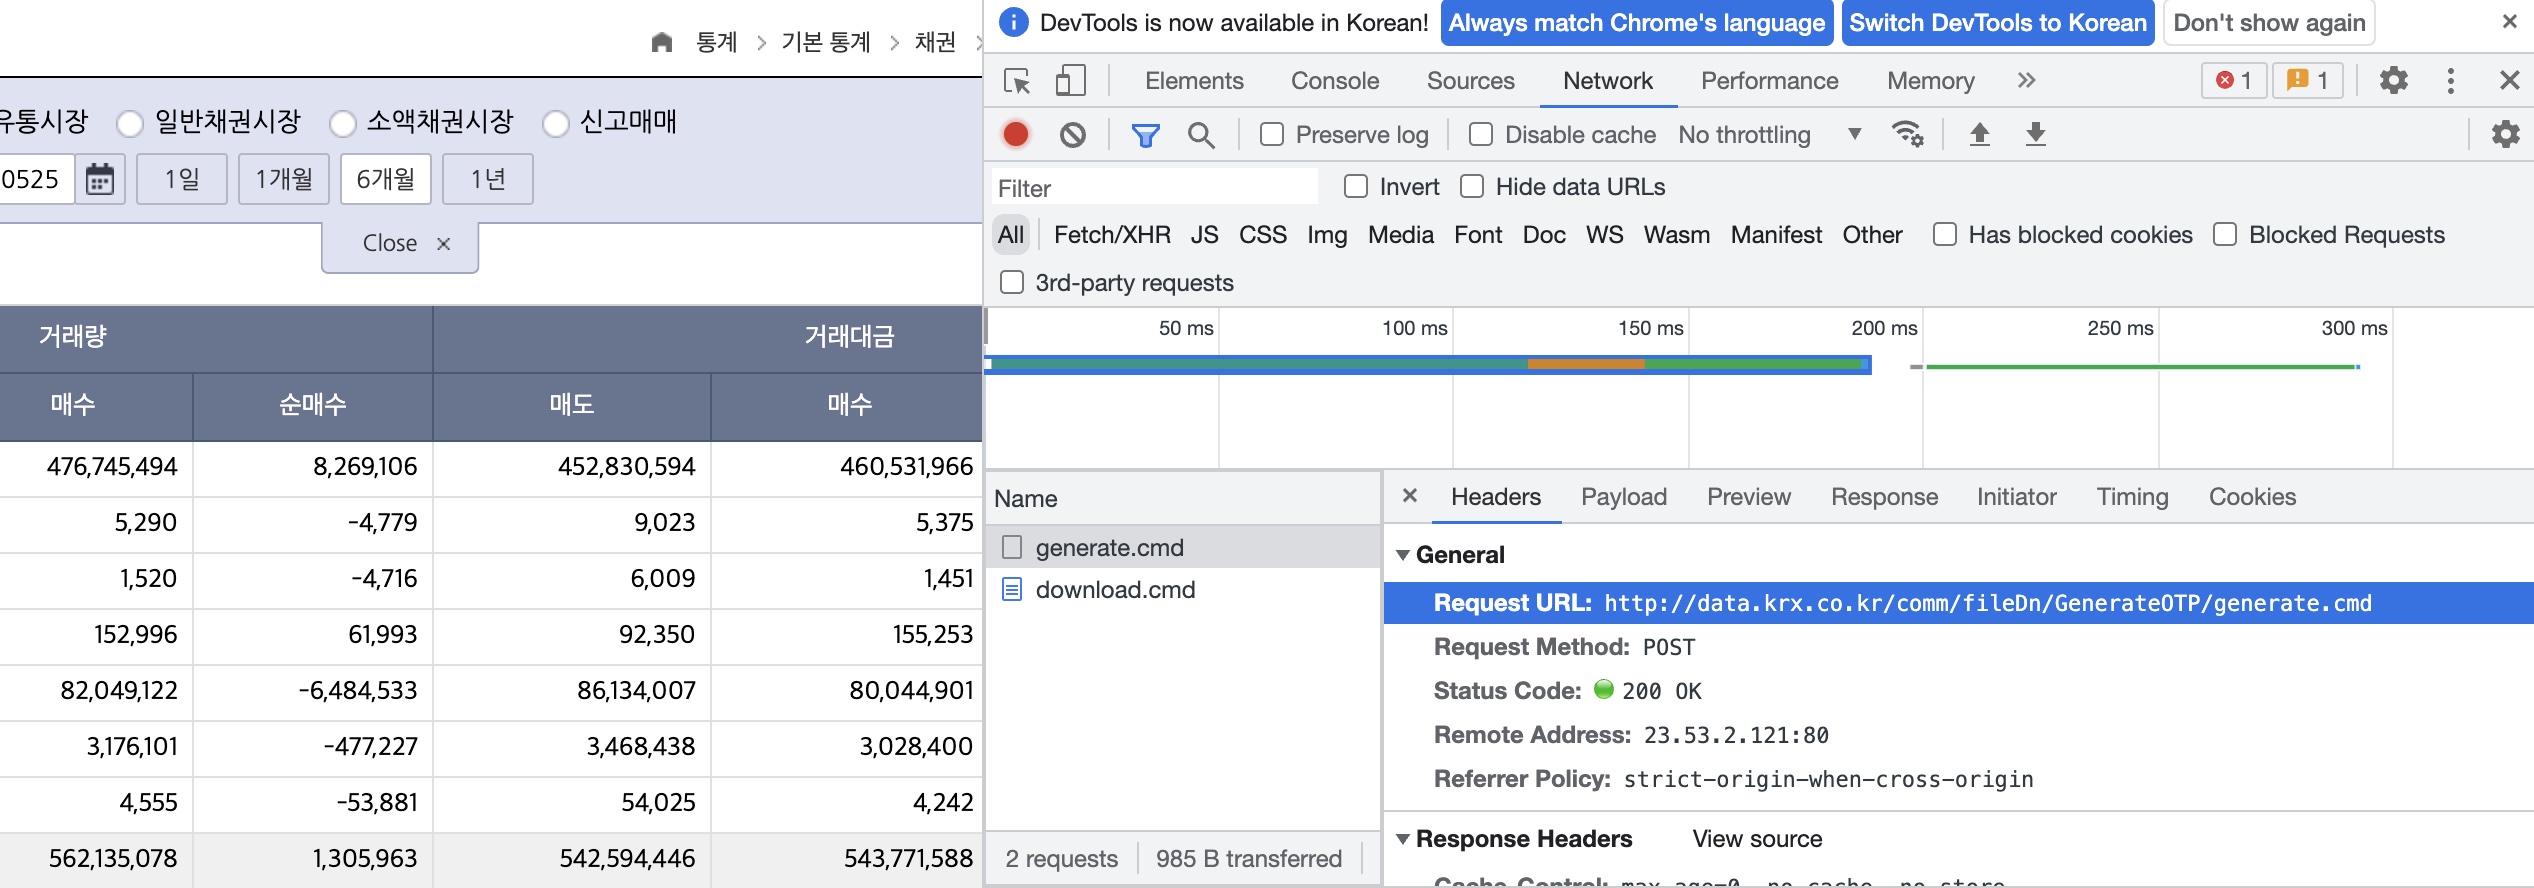 통계 > 기본 통계 > 채권 >
유통시장 일반채권시장 소액채권시장 신고매매
0525 1일 1개월 6개월 1년
Close ×
거래량 거래대금
매수 순매수 매도 매수
476,745,494 8,269,106 452,830,594 460,531,966
5,290 -4,779 9,023 5,375
1,520 -4,716 6,009 1,451
152,996 61,993 92,350 155,253
82,049,122 -6,484,533 86,134,007 80,044,901
3,176,101 -477,227 3,468,438 3,028,400
4,555 -53,881 54,025 4,242
562,135,078 1,305,963 542,594,446 543,771,588
DevTools is now available in Korean! Always match Chrome's language Switch DevTools to Korean Don't show again
Elements Console Sources Network Performance Memory 1 1
Preserve log Disable cache No throttling
Filter Invert Hide data URLs
All Fetch/XHR JS CSS Img Media Font Doc WS Wasm Manifest Other Has blocked cookies Blocked Requests
3rd-party requests
50 ms 100 ms 150 ms 200 ms 250 ms 300 ms
Name
generate.cmd
download.cmd
2 requests 985 B transferred
Headers Payload Preview Response Initiator Timing Cookies
General
Request URL: http://data.krx.co.kr/comm/fileDn/GenerateOTP/generate.cmd
Request Method: POST
Status Code: 200 OK
Remote Address: 23.53.2.121:80
Referrer Policy: strict-origin-when-cross-origin
Response Headers View source
Cache-Control: max-age=0, no-cache, no-store